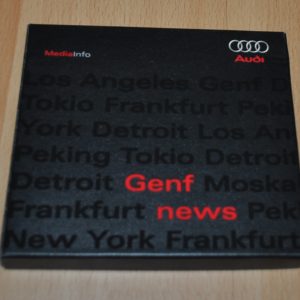 MediaInfo
Audi
Los Angeles Genf D
Tokio Frankfurt Peki
York Detroit Los An
Peking Tokio Detroit
Detroit Genf Moska
Frankfurt news Pek
New York Frankfurt